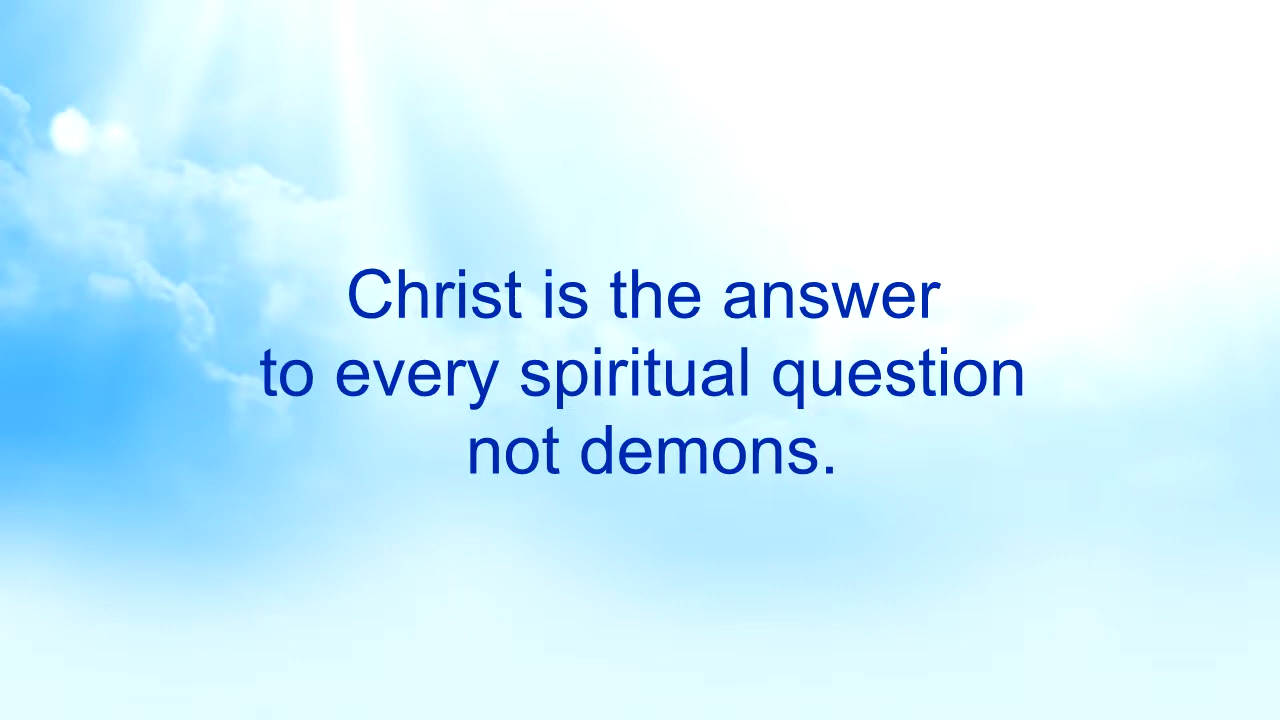 Christ is the answer
to every spiritual question
not demons.